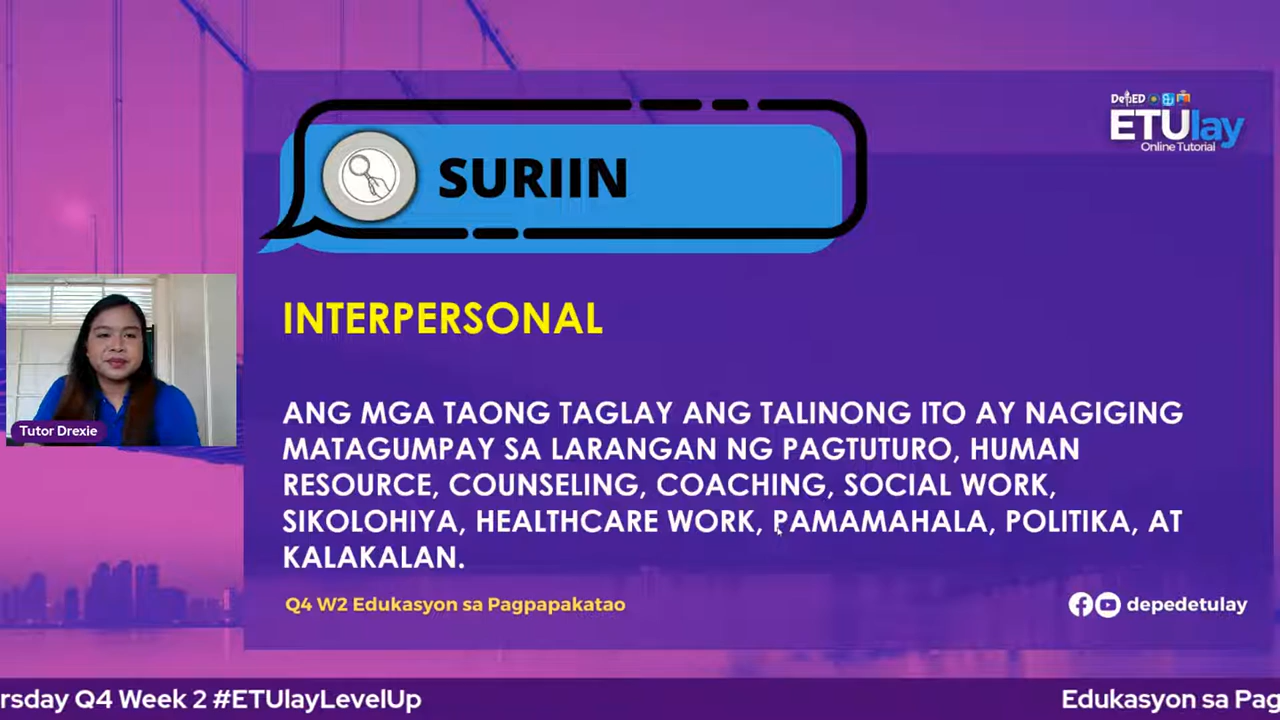 DepED
ETUlay
Online Tutorial
SURIIN
INTERPERSONAL
ANG MGA TAONG TAGLAY ANG TALINONG ITO AY NAGIGING
MATAGUMPAY SA LARANGAN NG PAGTUTURO, HUMAN
RESOURCE, COUNSELING, COACHING, SOCIAL WORK,
SIKOLOHIYA, HEALTHCARE WORK, PAMAMAHALA, POLITIKA, AT
KALAKALAN.
Tutor Drexie
Q4 W2 Edukasyon sa Pagpapakatao
depedetulay
rsday Q4 Week 2 #ETUlayLevelUp
Edukasyon sa Pag